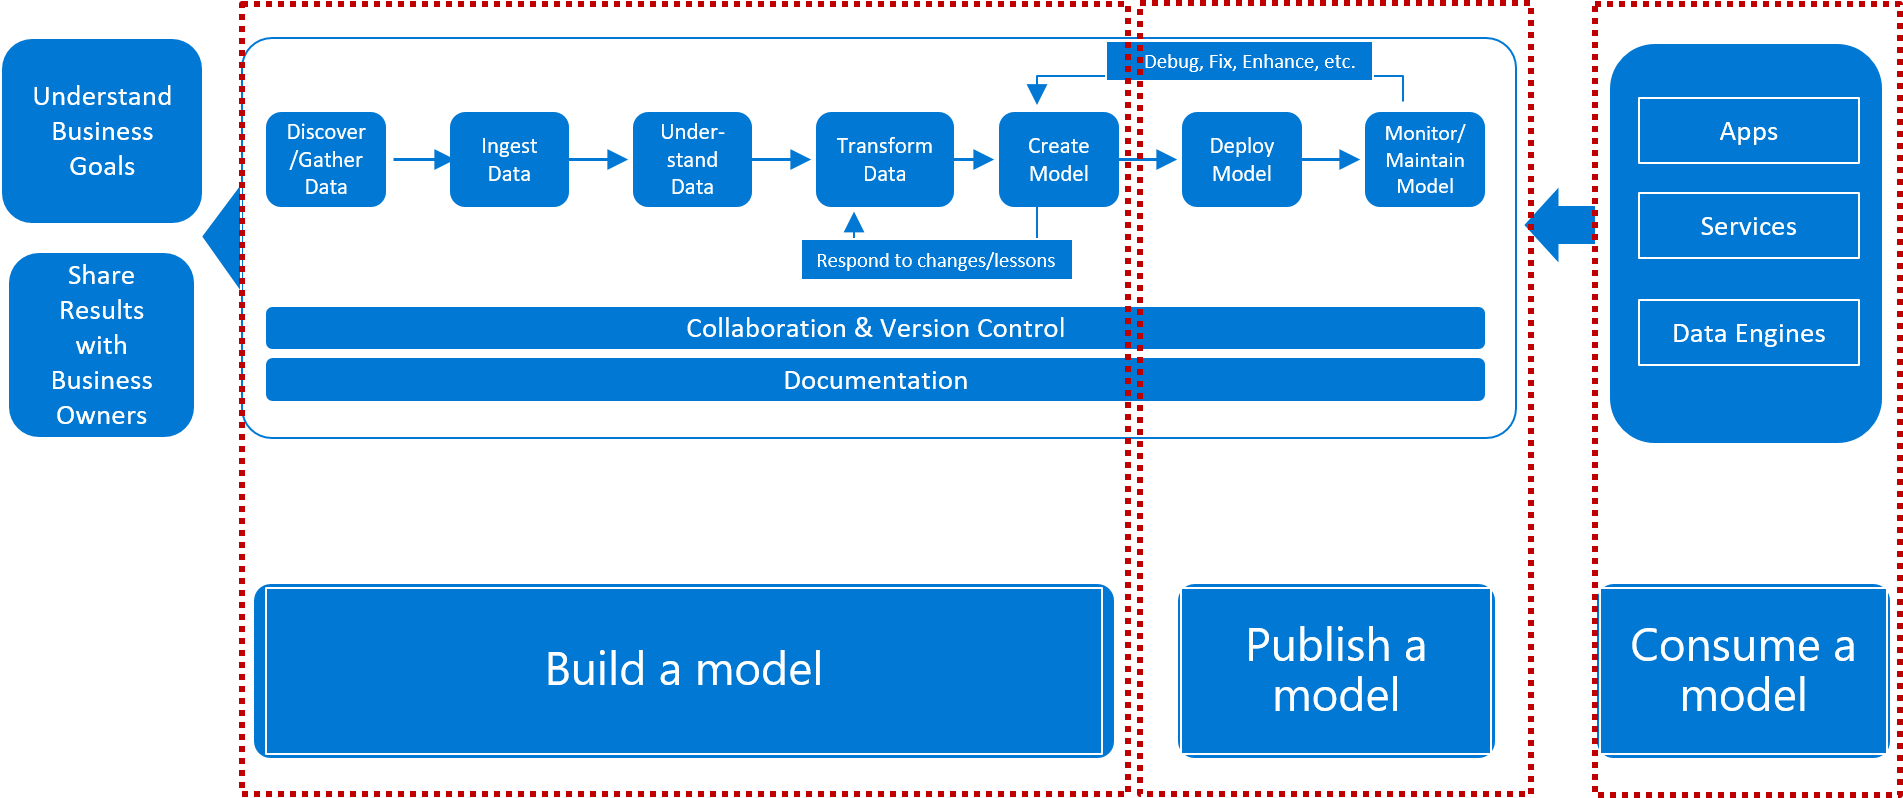 Understand
Business
Goals
Share
Results
with
Business
Owners
Debug, Fix, Enhance, etc.
Discover
/Gather
Data
Ingest
Data
Under-
stand
Data
Transform
Data
Create
Model
Deploy
Model
Monitor/
Maintain
Model
Respond to changes/lessons
Collaboration & Version Control
Documentation
Apps
Services
Data Engines
Build a model
Publish a
model
Consume a
model